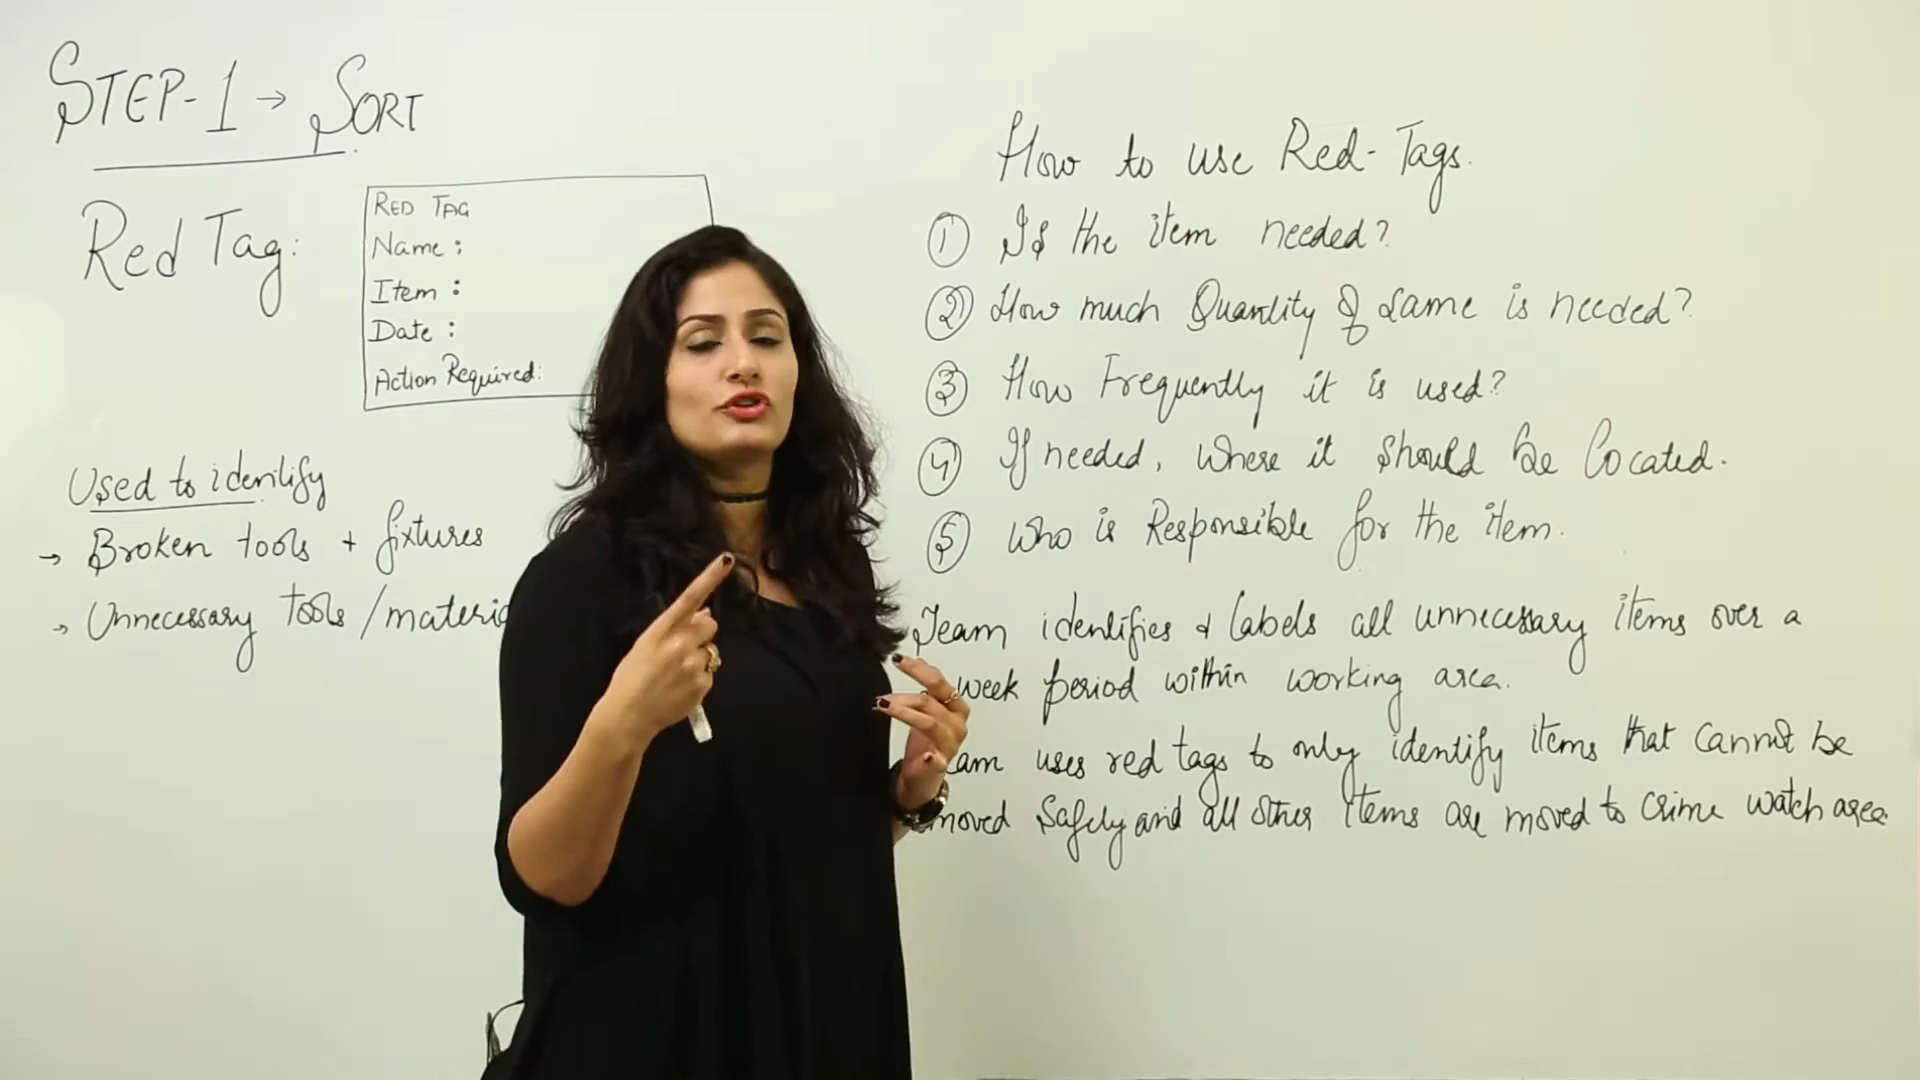 STEP-1 → SORT
Red Tag:
RED TAG
Name :
Item :
Date :
Action Required:
Used to identify
→ Broken tools + fixtures
→ Unnecessary tools / materia
How to use Red-Tags.
① Is the item needed?
② How much Quantity of same is needed?
③ How Frequently it is used?
④ If needed, where it should be located.
⑤ Who is Responsible for the item.
Team identifies & labels all unnecessary items over a
week period within working area.
eam uses red tags to only identify items that cannot be
moved Safely and all other items are moved to crime watch area.